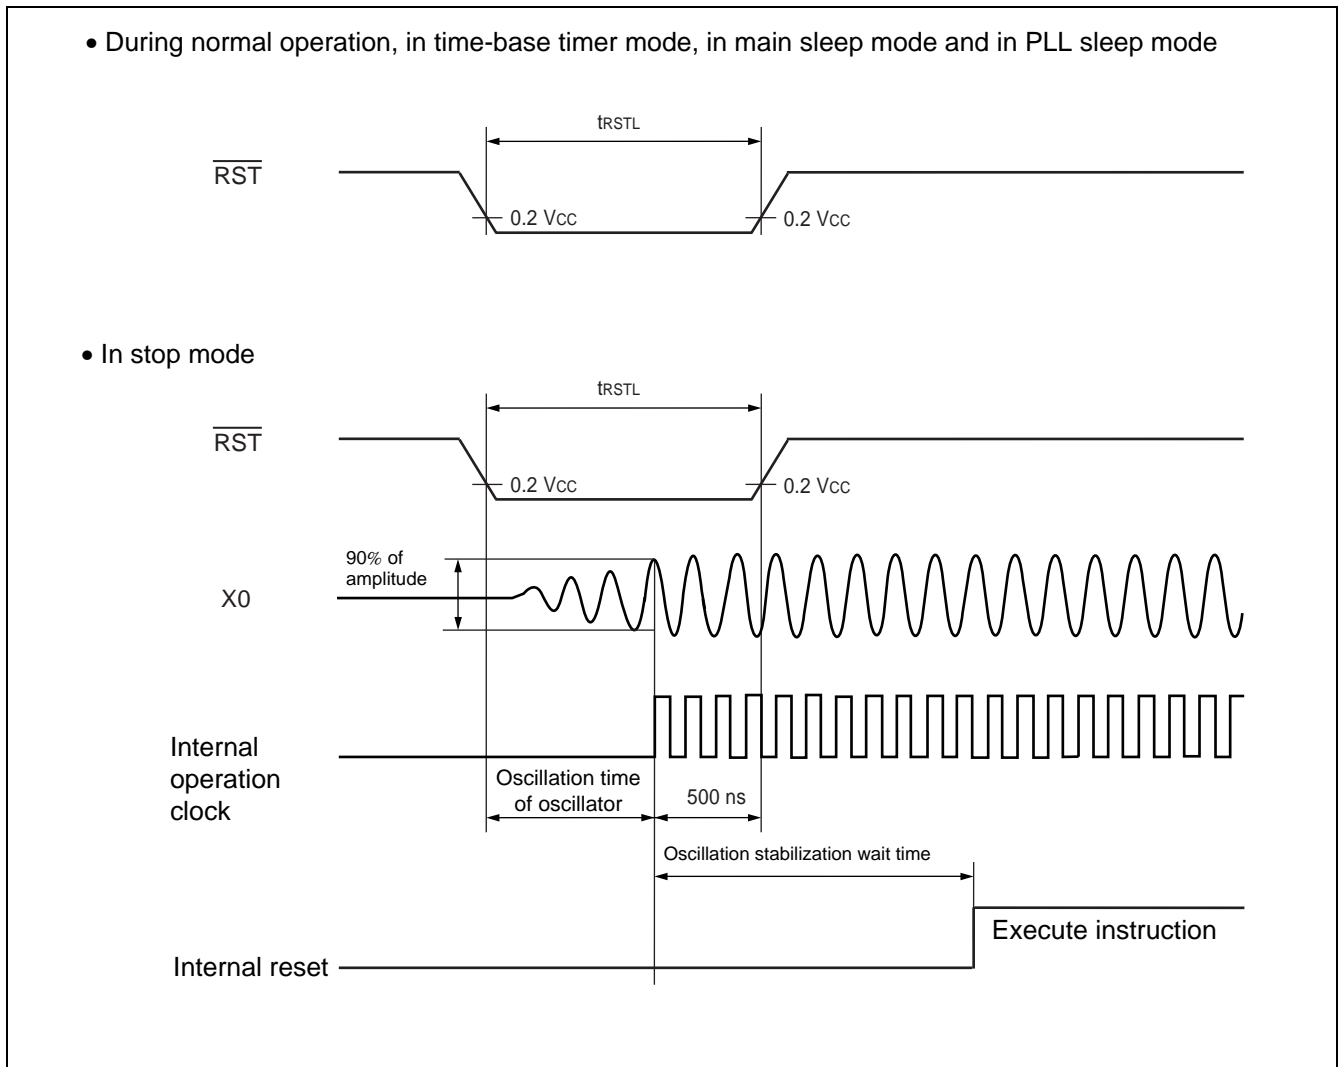 • During normal operation, in time-base timer mode, in main sleep mode and in PLL sleep mode
tRSTL
RST
0.2 VCC
0.2 VCC
• In stop mode
tRSTL
RST
0.2 VCC
0.2 VCC
90% of
amplitude
X0
Internal
operation
clock
Oscillation time
of oscillator
500 ns
Oscillation stabilization wait time
Execute instruction
Internal reset